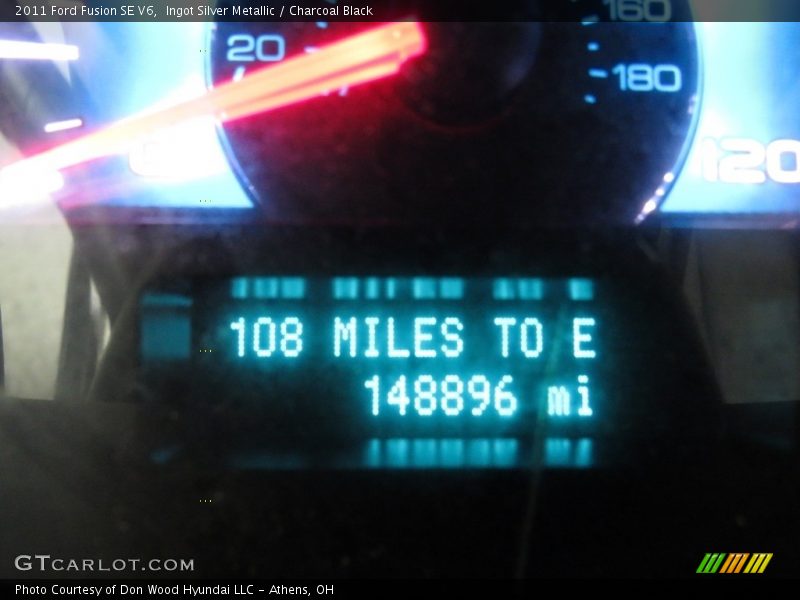 2011 Ford Fusion SE V6,  Ingot Silver Metallic / Charcoal Black
20
160
180
120
108 MILES TO E
148896 mi
GTCARLOT.COM
Photo Courtesy of Don Wood Hyundai LLC - Athens, OH